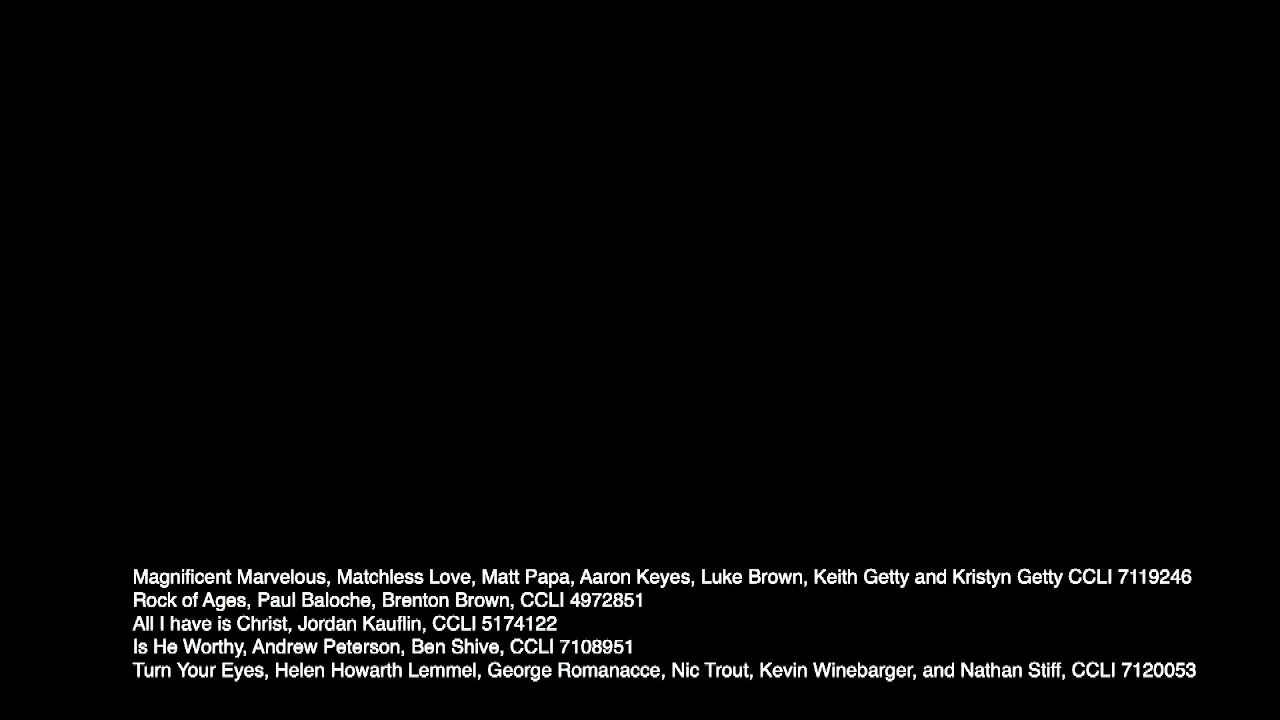 Magnificent Marvelous, Matchless Love, Matt Papa, Aaron Keyes, Luke Brown, Keith Getty and Kristyn Getty CCLI 7119246
Rock of Ages, Paul Baloche, Brenton Brown, CCLI 4972851
All I have is Christ, Jordan Kauflin, CCLI 5174122
Is He Worthy, Andrew Peterson, Ben Shive, CCLI 7108951
Turn Your Eyes, Helen Howarth Lemmel, George Romanacce, Nic Trout, Kevin Winebarger, and Nathan Stiff, CCLI 7120053